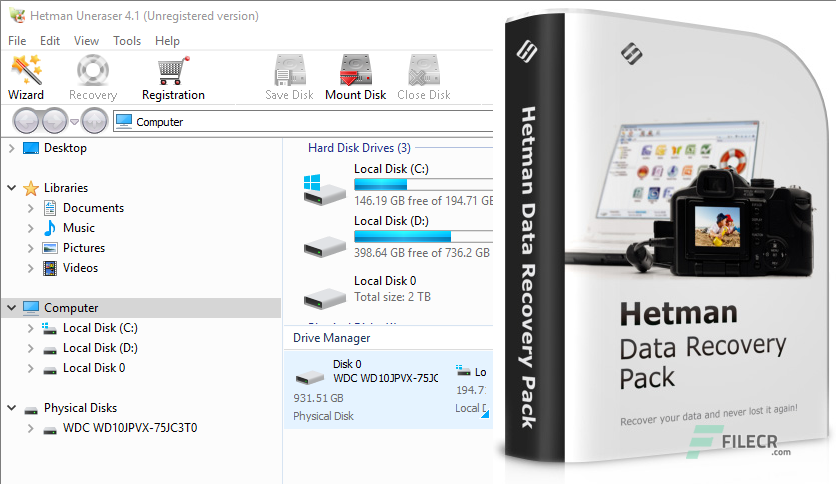 Hetman Uneraser 4.1 (Unregistered version)
File Edit View Tools Help
Wizard Recovery Registration Save Disk Mount Disk Close Disk
Computer
Desktop
Libraries
Documents
Music
Pictures
Videos
Computer
Local Disk (C:)
Local Disk (D:)
Local Disk 0
Physical Disks
WDC WD10JPVX-75JC3T0
Hard Disk Drives (3)
Local Disk (C:)
146.19 GB free of 194.71 GB
Local Disk (D:)
398.64 GB free of 736.2 GB
Local Disk 0
Total size: 2 TB
Drive Manager
Disk 0
WDC WD10JPVX-75JC
931.51 GB
Physical Disk
Lo
194.7
Local D
Hetman Data Recovery Pack
Hetman
Data Recovery
Pack
Recover your data and never lost it again!
FILECR
.com